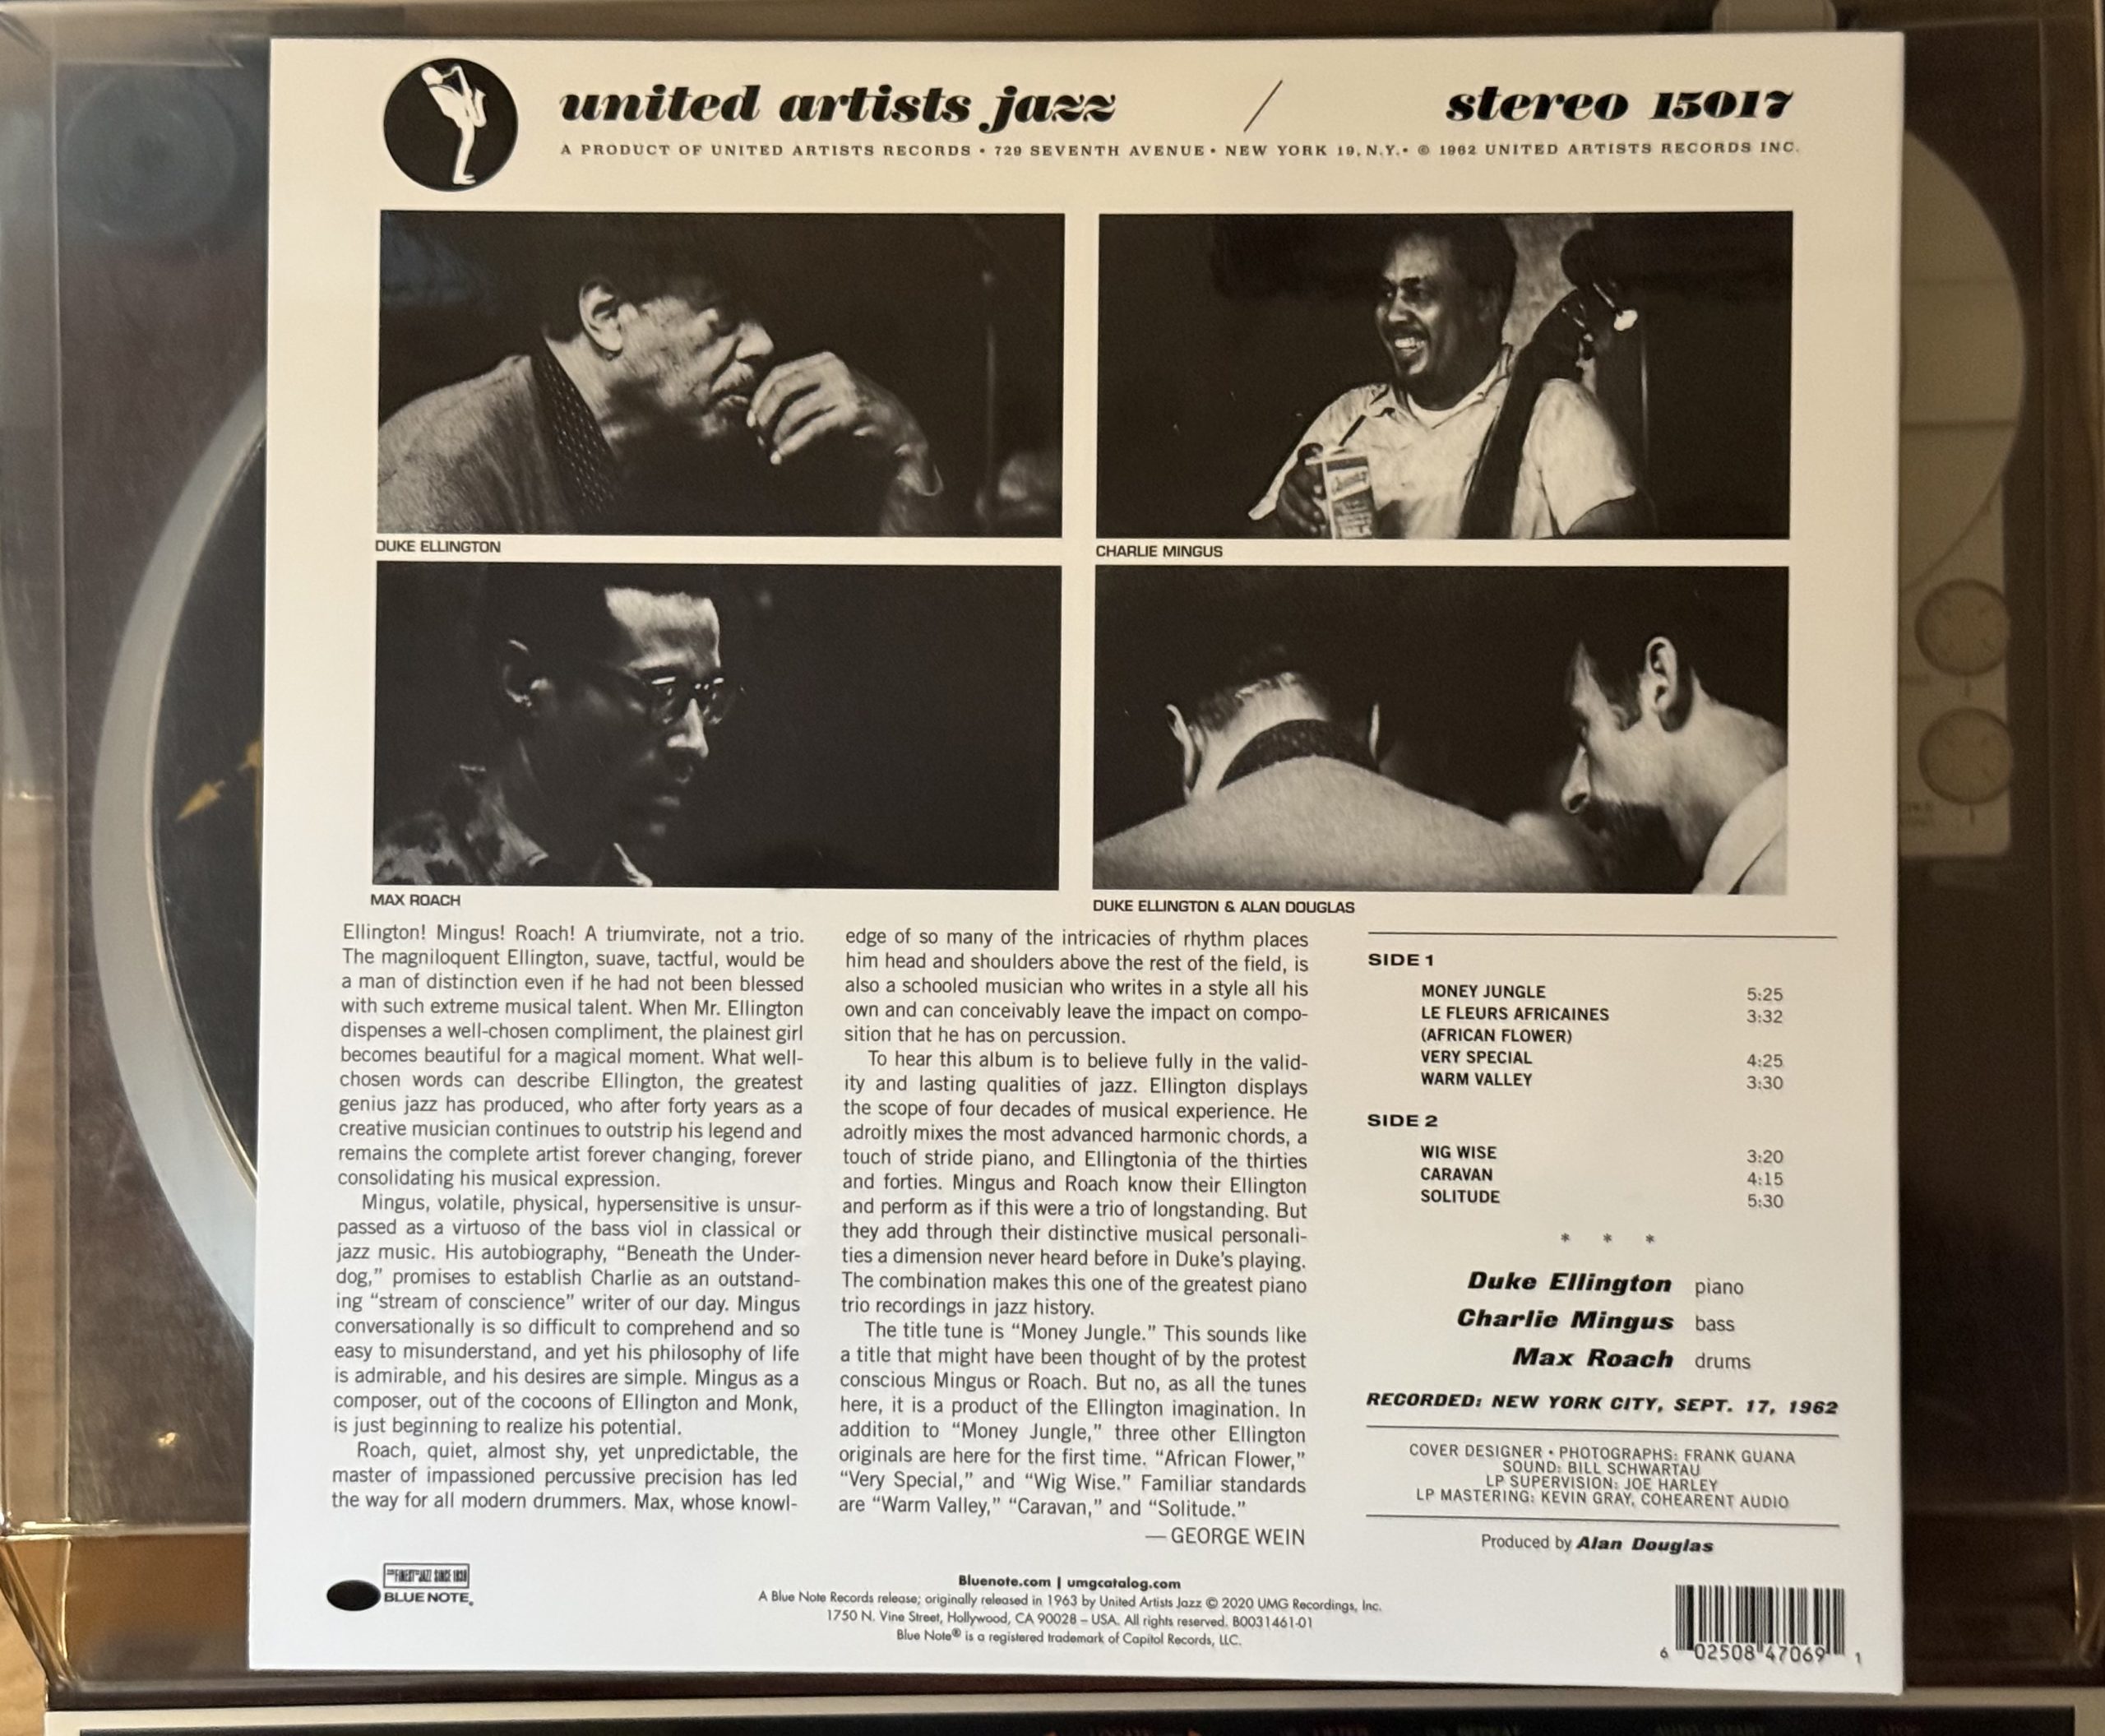 united artists jazz / stereo 15017
A PRODUCT OF UNITED ARTISTS RECORDS • 729 SEVENTH AVENUE • NEW YORK 19, N.Y. • © 1962 UNITED ARTISTS RECORDS INC.
DUKE ELLINGTON
CHARLIE MINGUS
MAX ROACH
DUKE ELLINGTON & ALAN DOUGLAS
Ellington! Mingus! Roach! A triumvirate, not a trio.
The magniloquent Ellington, suave, tactful, would be
a man of distinction even if he had not been blessed
with such extreme musical talent. When Mr. Ellington
dispenses a well-chosen compliment, the plainest girl
becomes beautiful for a magical moment. What well-
chosen words can describe Ellington, the greatest
genius jazz has produced, who after forty years as a
creative musician continues to outstrip his legend and
remains the complete artist forever changing, forever
consolidating his musical expression.
Mingus, volatile, physical, hypersensitive is unsur-
passed as a virtuoso of the bass viol in classical or
jazz music. His autobiography, “Beneath the Under-
dog,” promises to establish Charlie as an outstand-
ing “stream of conscience” writer of our day. Mingus
conversationally is so difficult to comprehend and so
easy to misunderstand, and yet his philosophy of life
is admirable, and his desires are simple. Mingus as a
composer, out of the cocoons of Ellington and Monk,
is just beginning to realize his potential.
Roach, quiet, almost shy, yet unpredictable, the
master of impassioned percussive precision has led
the way for all modern drummers. Max, whose knowl-
edge of so many of the intricacies of rhythm places
him head and shoulders above the rest of the field, is
also a schooled musician who writes in a style all his
own and can conceivably leave the impact on compo-
sition that he has on percussion.
To hear this album is to believe fully in the valid-
ity and lasting qualities of jazz. Ellington displays
the scope of four decades of musical experience. He
adroitly mixes the most advanced harmonic chords, a
touch of stride piano, and Ellingtonia of the thirties
and forties. Mingus and Roach know their Ellington
and perform as if this were a trio of longstanding. But
they add through their distinctive musical personali-
ties a dimension never heard before in Duke’s playing.
The combination makes this one of the greatest piano
trio recordings in jazz history.
The title tune is “Money Jungle.” This sounds like
a title that might have been thought of by the protest
conscious Mingus or Roach. But no, as all the tunes
here, it is a product of the Ellington imagination. In
addition to “Money Jungle,” three other Ellington
originals are here for the first time. “African Flower,”
“Very Special,” and “Wig Wise.” Familiar standards
are “Warm Valley,” “Caravan,” and “Solitude.”
— GEORGE WEIN
SIDE 1
MONEY JUNGLE 5:25
LE FLEURS AFRICAINES 3:32
(AFRICAN FLOWER)
VERY SPECIAL 4:25
WARM VALLEY 3:30
SIDE 2
WIG WISE 3:20
CARAVAN 4:15
SOLITUDE 5:30
* * *
Duke Ellington piano
Charlie Mingus bass
Max Roach drums
RECORDED: NEW YORK CITY, SEPT. 17, 1962
COVER DESIGNER • PHOTOGRAPHS: FRANK GUANA
SOUND: BILL SCHWARTAU
LP SUPERVISION: JOE HARLEY
LP MASTERING: KEVIN GRAY, COHEARENT AUDIO
Produced by Alan Douglas
THE FINEST IN JAZZ SINCE 1939
BLUE NOTE.
Bluenote.com | umgcatalog.com
A Blue Note Records release; originally released in 1963 by United Artists Jazz © 2020 UMG Recordings, Inc.
1750 N. Vine Street, Hollywood, CA 90028 – USA. All rights reserved. B0031461-01
Blue Note® is a registered trademark of Capitol Records, LLC.
6 02508 47069 1